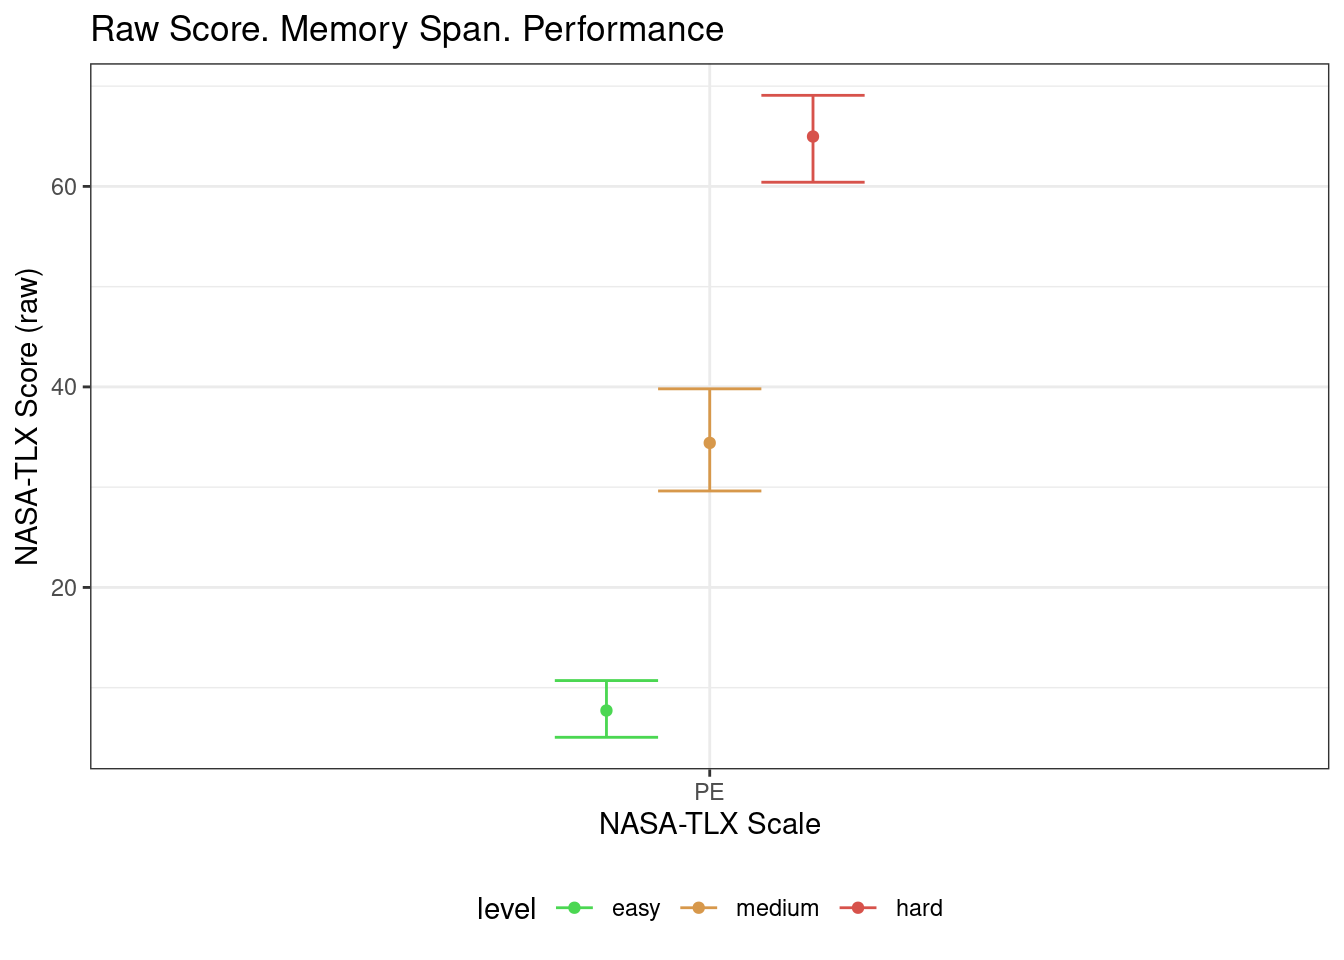 Raw Score. Memory Span. Performance
NASA-TLX Score (raw)
60
40
20
PE
NASA-TLX Scale
level easy medium hard